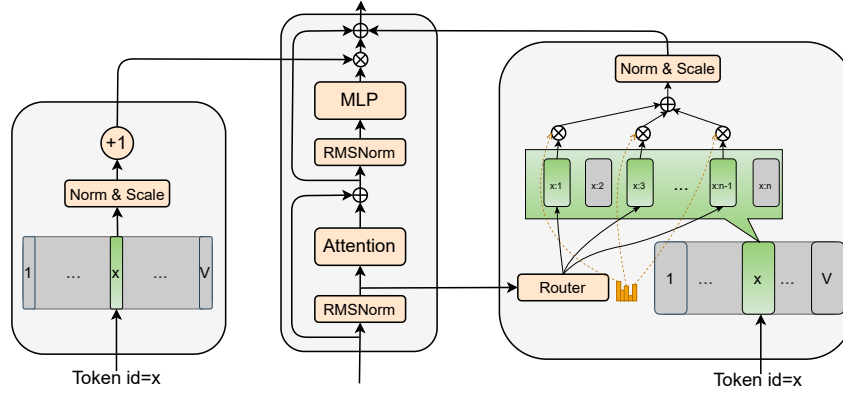 +1
Norm & Scale
1
...
x
...
V
Token id=x
MLP
RMSNorm
Attention
RMSNorm
Norm & Scale
x:1
x:2
x:3
...
x:n-1
x:n
Router
1
...
x
...
V
Token id=x